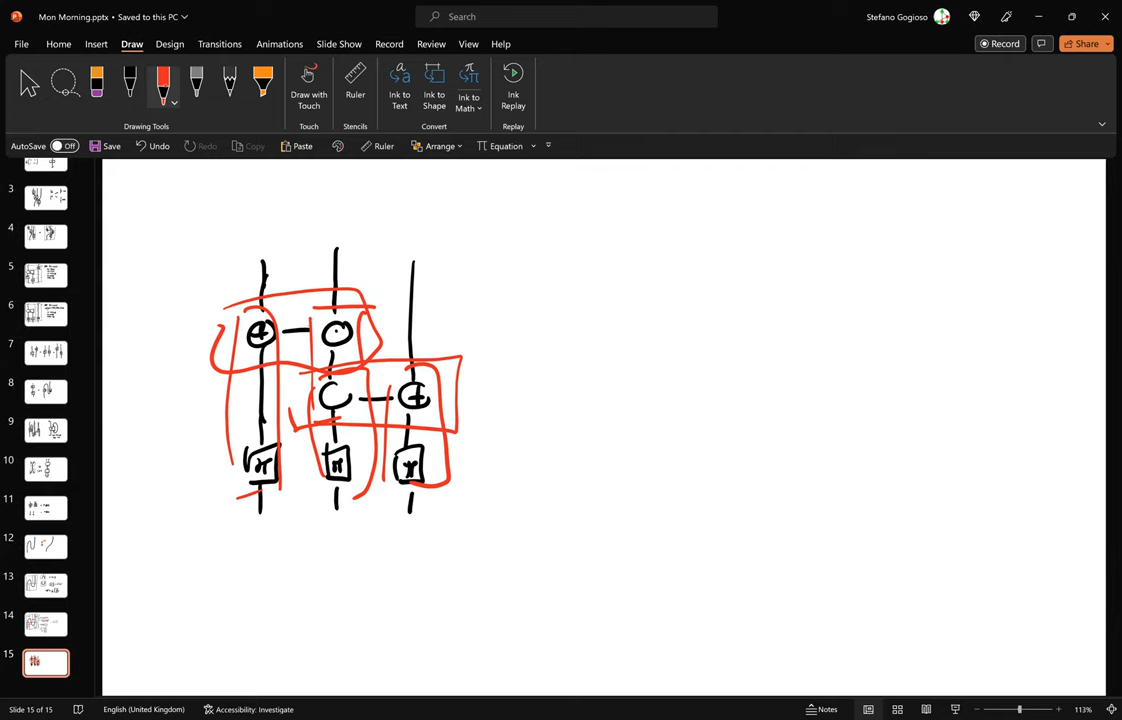 Mon Morning.pptx • Saved to this PC
Search
Stefano Gogioso
File Home Insert Draw Design Transitions Animations Slide Show Record Review View Help
Record
Share
Draw with Touch
Ruler
Ink to Text
Ink to Shape
Ink to Math
Ink Replay
Drawing Tools
Touch
Stencils
Convert
Replay
AutoSave Off Save Undo Redo Copy Paste Ruler Arrange Equation
3
4
5
6
7
8
9
10
11
12
13
14
15
π π π
Slide 15 of 15 English (United Kingdom) Accessibility: Investigate Notes 113%